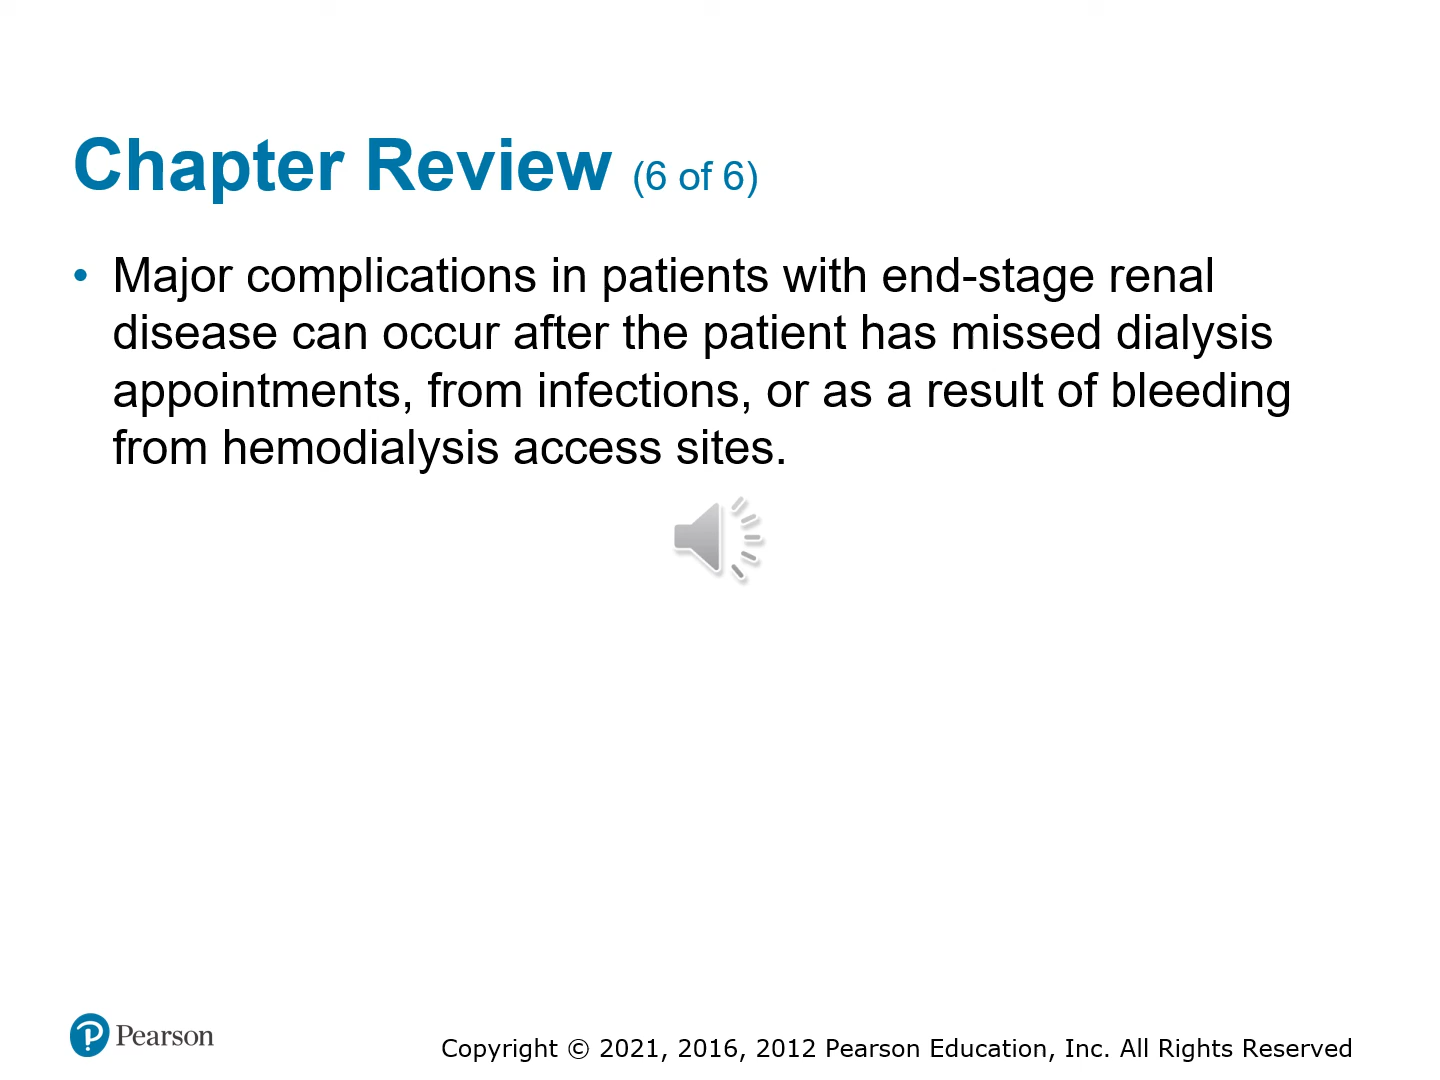 Chapter Review (6 of 6)
• Major complications in patients with end-stage renal
disease can occur after the patient has missed dialysis
appointments, from infections, or as a result of bleeding
from hemodialysis access sites.
Pearson
Copyright © 2021, 2016, 2012 Pearson Education, Inc. All Rights Reserved